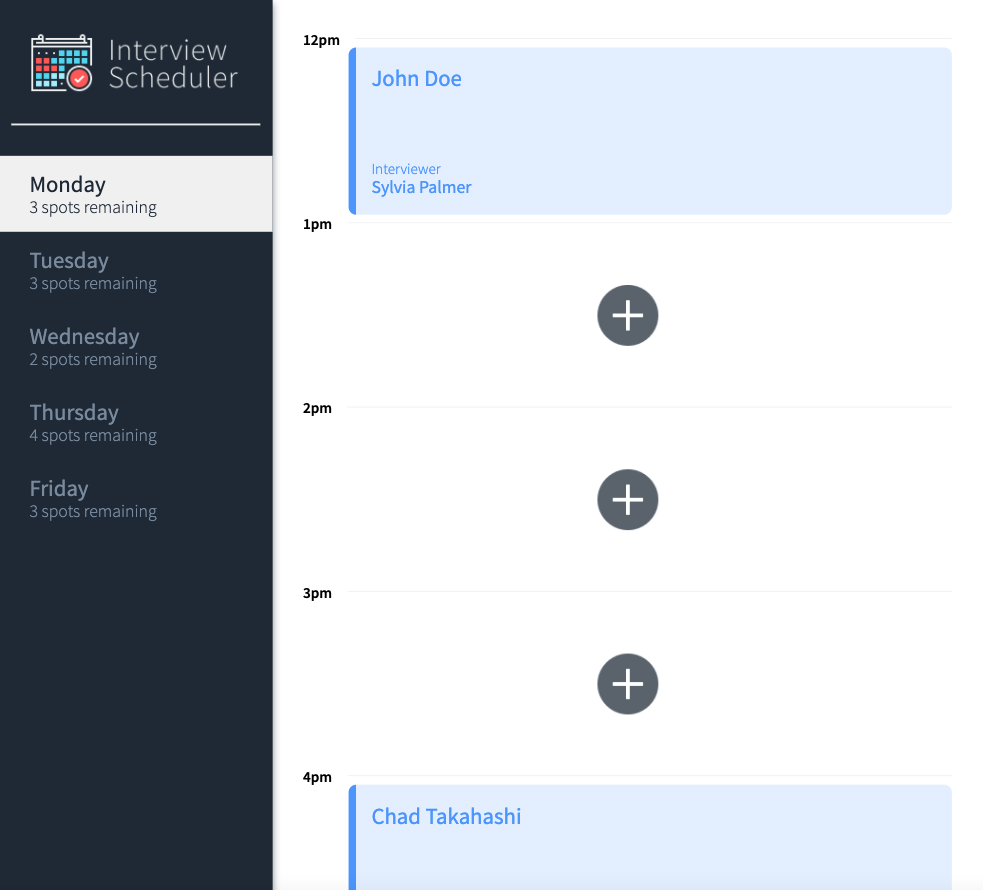 Interview
Scheduler
Monday
3 spots remaining
Tuesday
3 spots remaining
Wednesday
2 spots remaining
Thursday
4 spots remaining
Friday
3 spots remaining
12pm
John Doe
Interviewer
Sylvia Palmer
1pm
2pm
3pm
4pm
Chad Takahashi